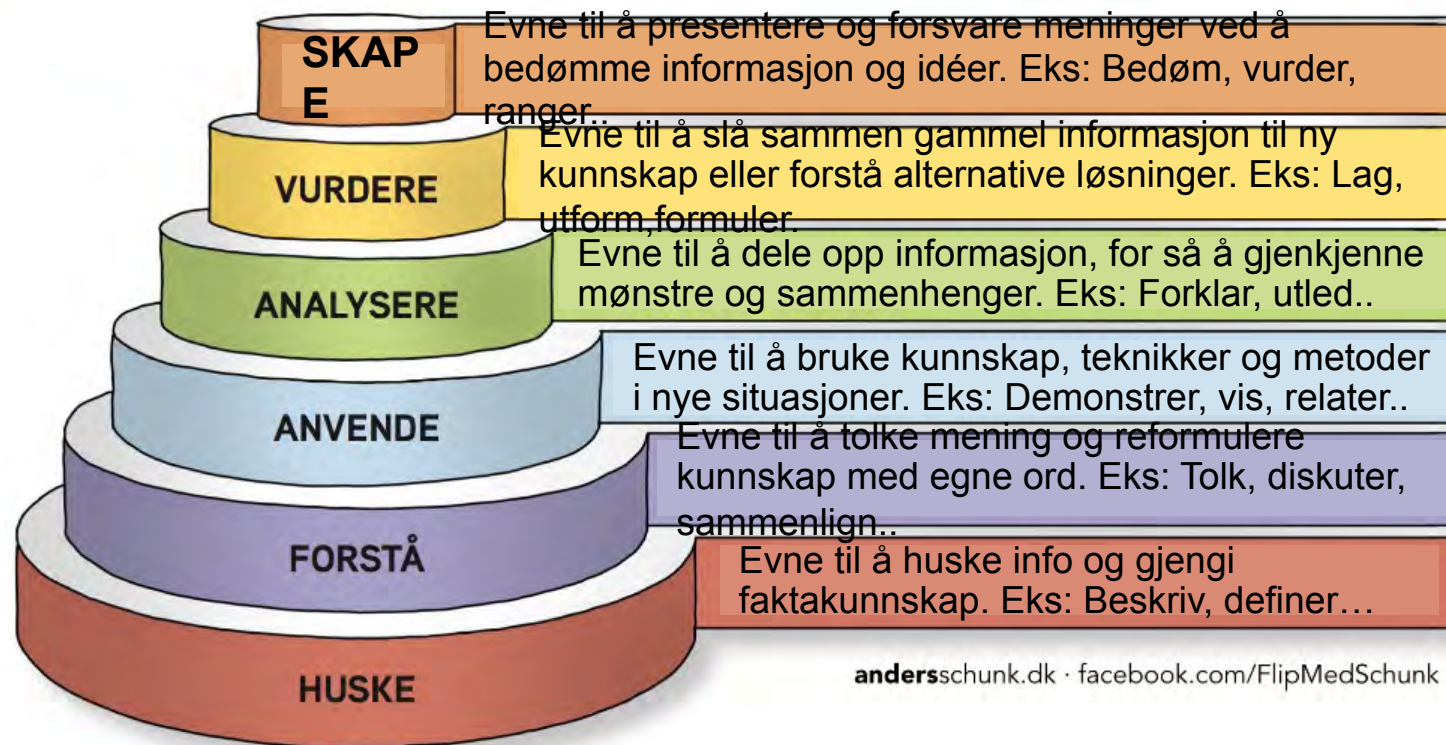 SKAP
E
Evne til å presentere og forsvare meninger ved å
bedømme informasjon og idéer. Eks: Bedøm, vurder,
ranger..
VURDERE
Evne til å slå sammen gammel informasjon til ny
kunnskap eller forstå alternative løsninger. Eks: Lag,
utform,formuler.
ANALYSERE
Evne til å dele opp informasjon, for så å gjenkjenne
mønstre og sammenhenger. Eks: Forklar, utled..
ANVENDE
Evne til å bruke kunnskap, teknikker og metoder
i nye situasjoner. Eks: Demonstrer, vis, relater..
FORSTÅ
Evne til å tolke mening og reformulere
kunnskap med egne ord. Eks: Tolk, diskuter,
sammenlign..
HUSKE
Evne til å huske info og gjengi
faktakunnskap. Eks: Beskriv, definer…
andersschunk.dk · facebook.com/FlipMedSchunk